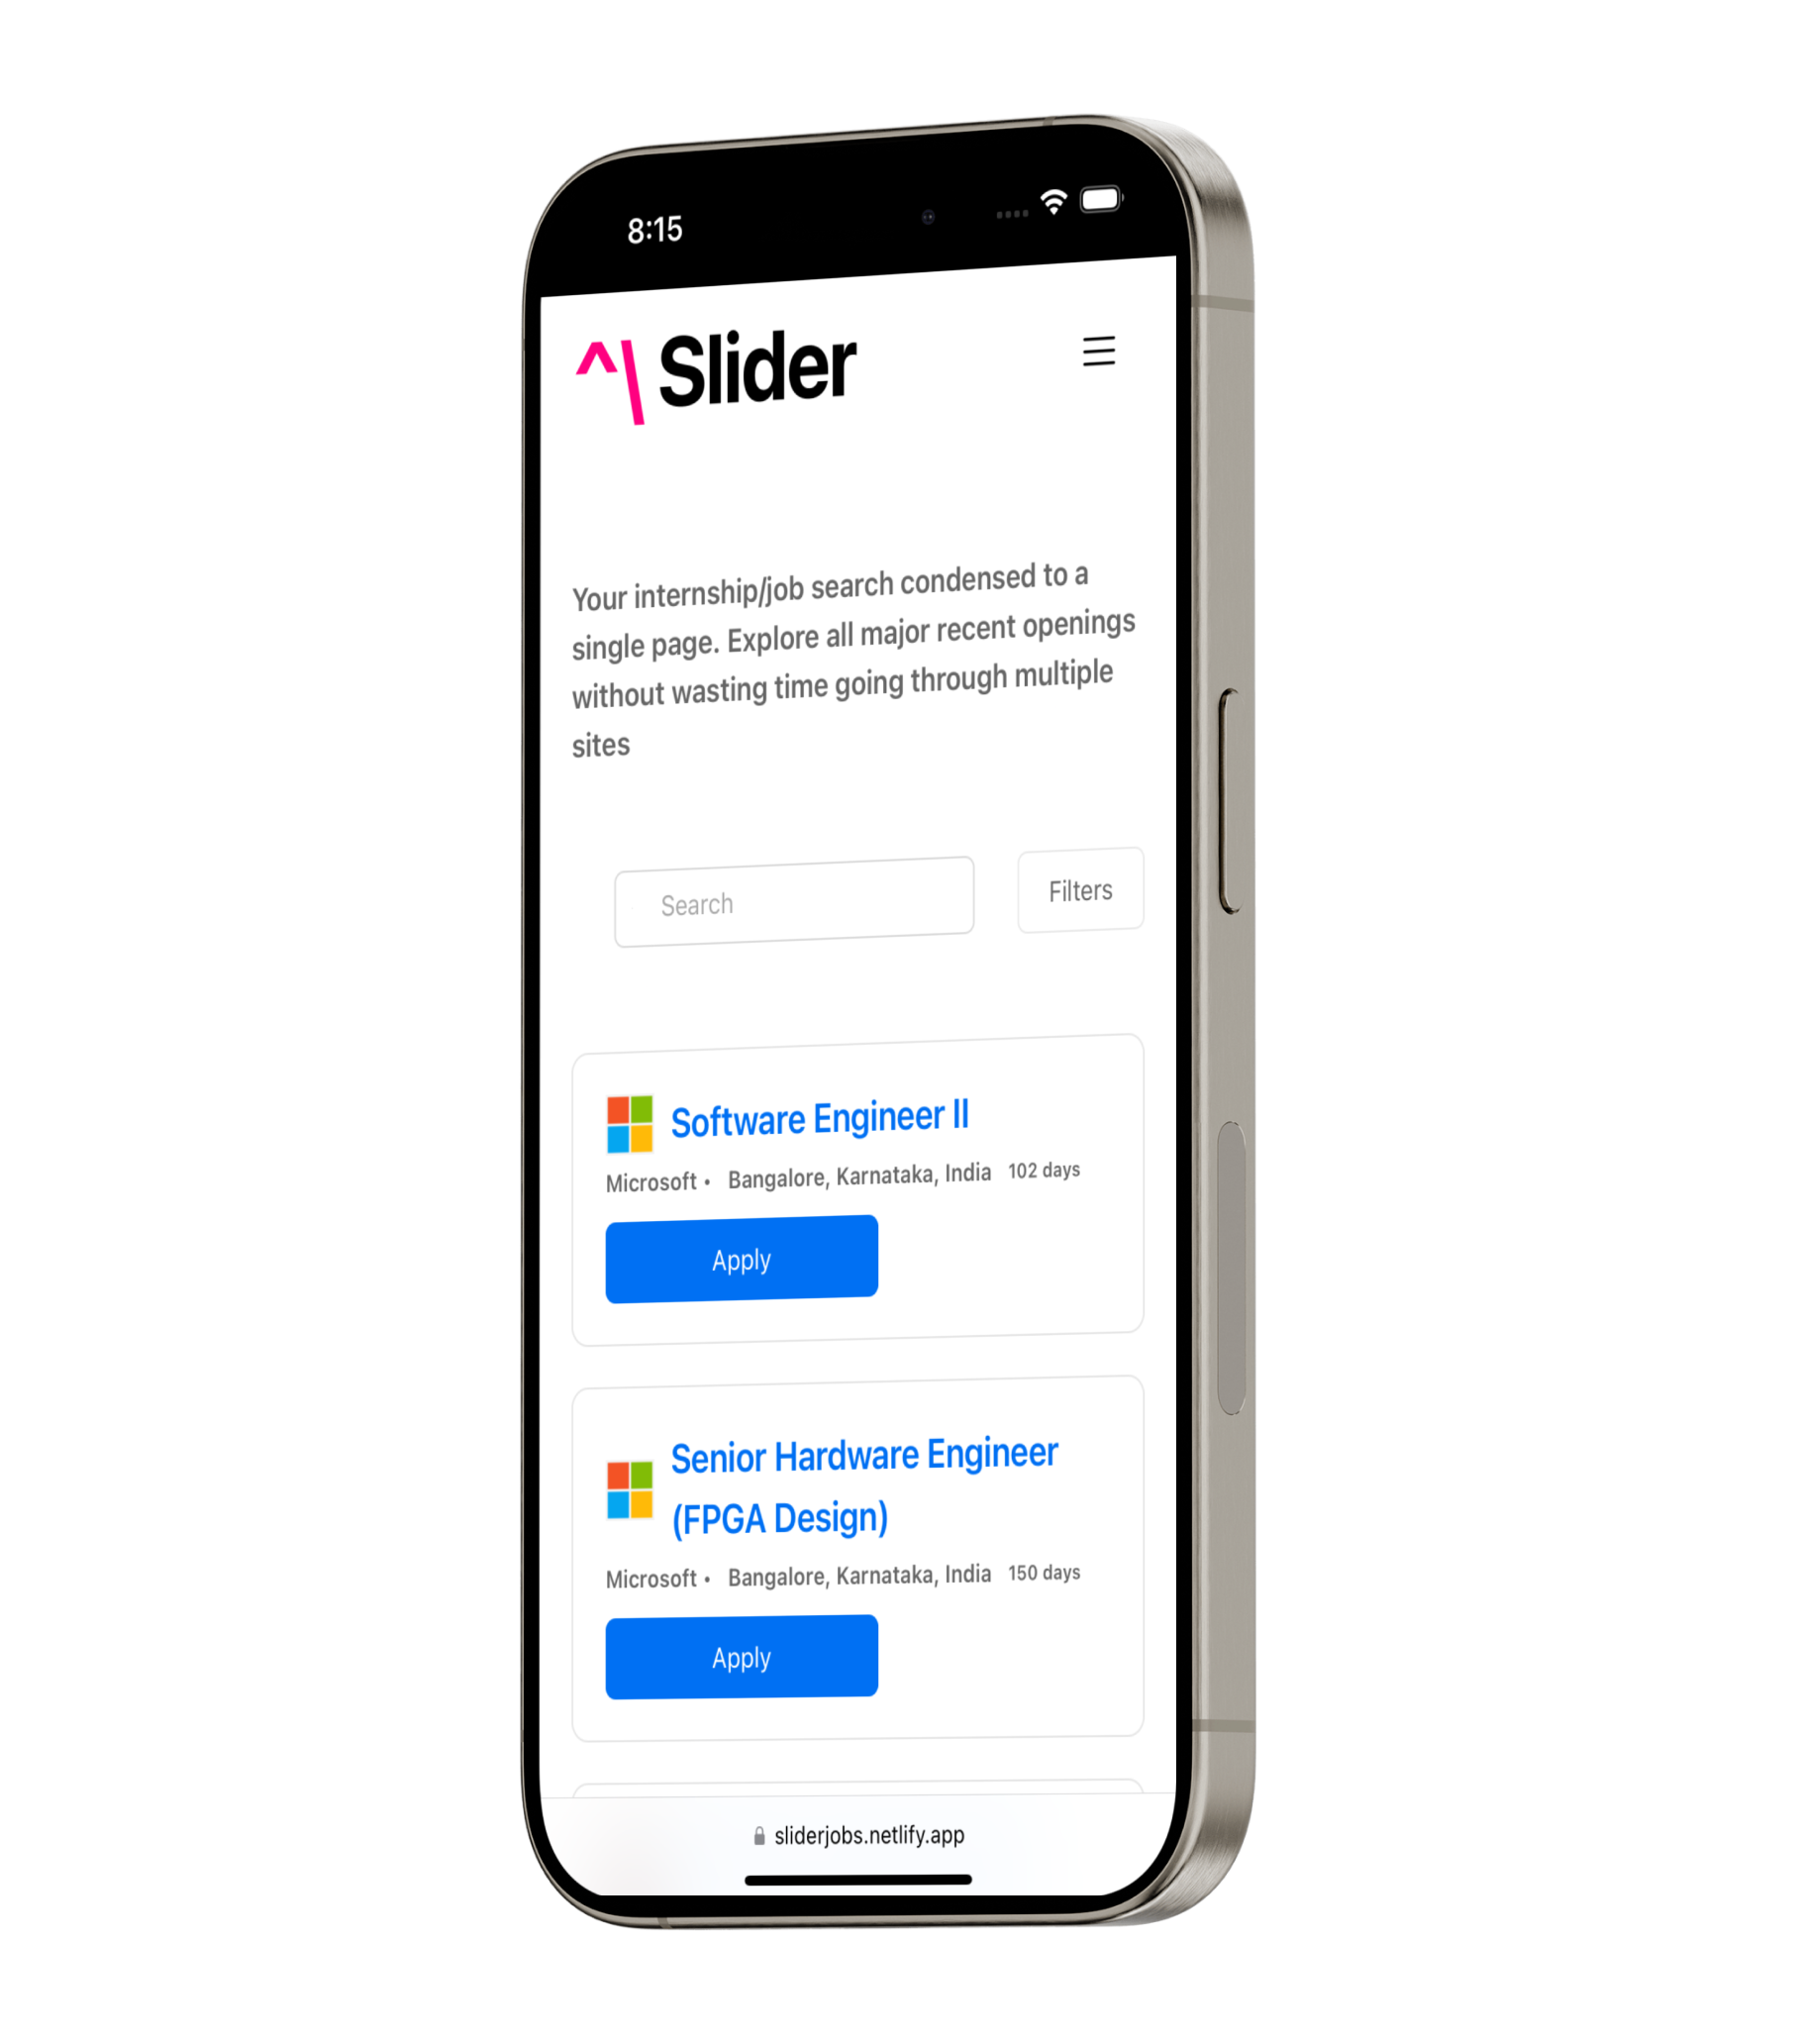 8:15
^\ Slider
Your internship/job search condensed to a
single page. Explore all major recent openings
without wasting time going through multiple
sites
Search
Filters
Software Engineer II
Microsoft • Bangalore, Karnataka, India 102 days
Apply
Senior Hardware Engineer
(FPGA Design)
Microsoft • Bangalore, Karnataka, India 150 days
Apply
sliderjobs.netlify.app